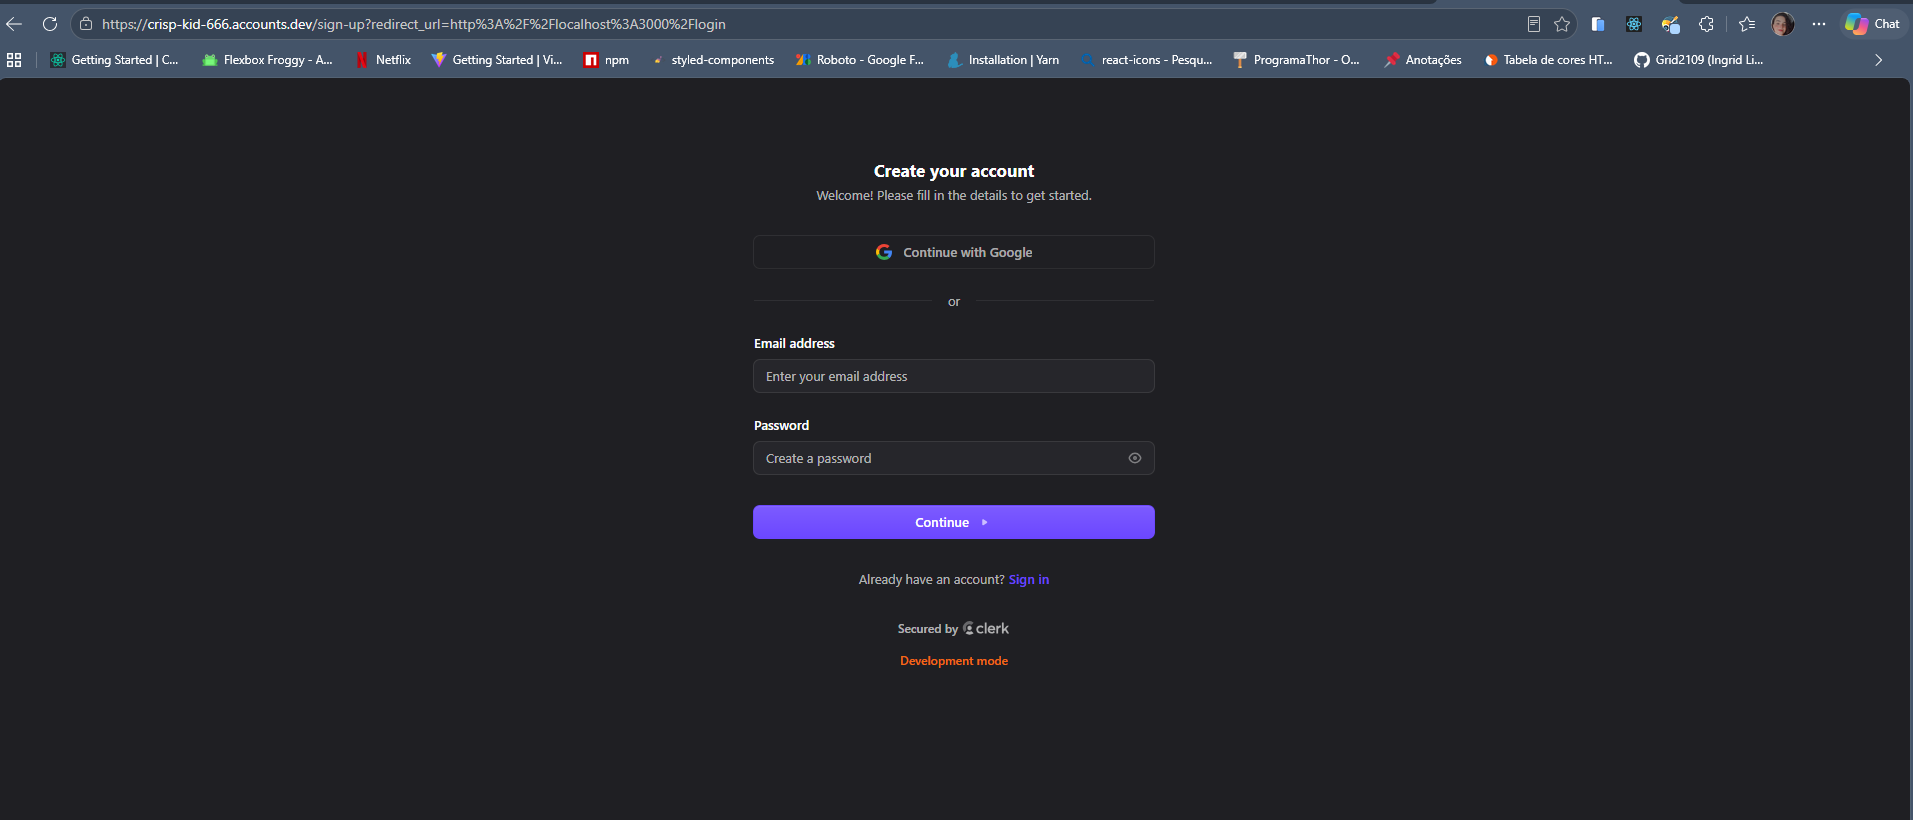 https://crisp-kid-666.accounts.dev/sign-up?redirect_url=http%3A%2F%2Flocalhost%3A3000%2Flogin
Chat
Getting Started | C...
Flexbox Froggy - A...
Netflix
Getting Started | Vi...
npm
styled-components
Roboto - Google F...
Installation | Yarn
react-icons - Pesqu...
ProgramaThor - O...
Anotações
Tabela de cores HT...
Grid2109 (Ingrid Li...
Create your account
Welcome! Please fill in the details to get started.
Continue with Google
or
Email address
Enter your email address
Password
Create a password
Continue
Already have an account? Sign in
Secured by clerk
Development mode